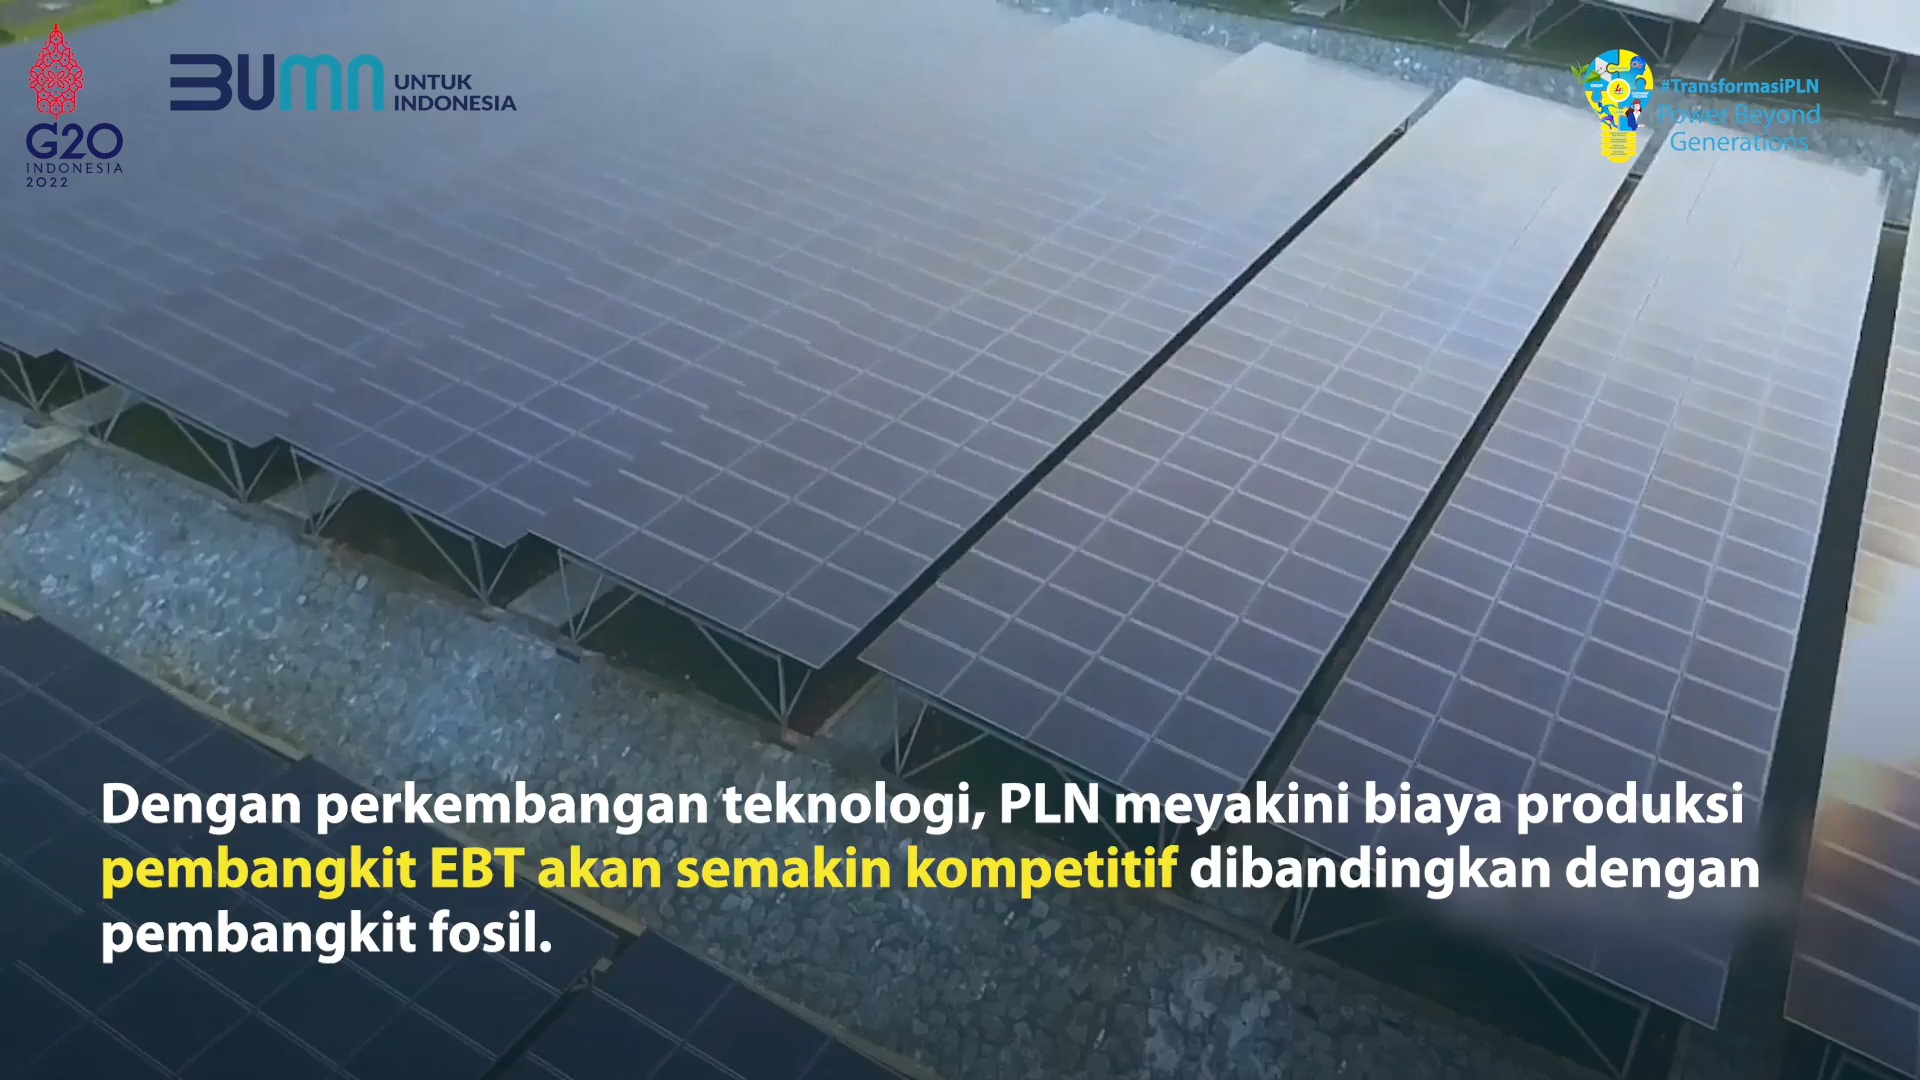 G20
INDONESIA
2022
BUMN UNTUK
INDONESIA
#TransformasiPLN
Power Beyond
Generations
Dengan perkembangan teknologi, PLN meyakini biaya produksi
pembangkit EBT akan semakin kompetitif dibandingkan dengan
pembangkit fosil.